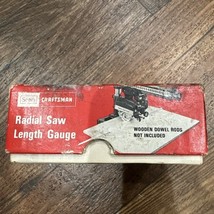 Sears
CRAFTSMAN
Radial Saw
Length Gauge
WOODEN DOWEL RODS
NOT INCLUDED